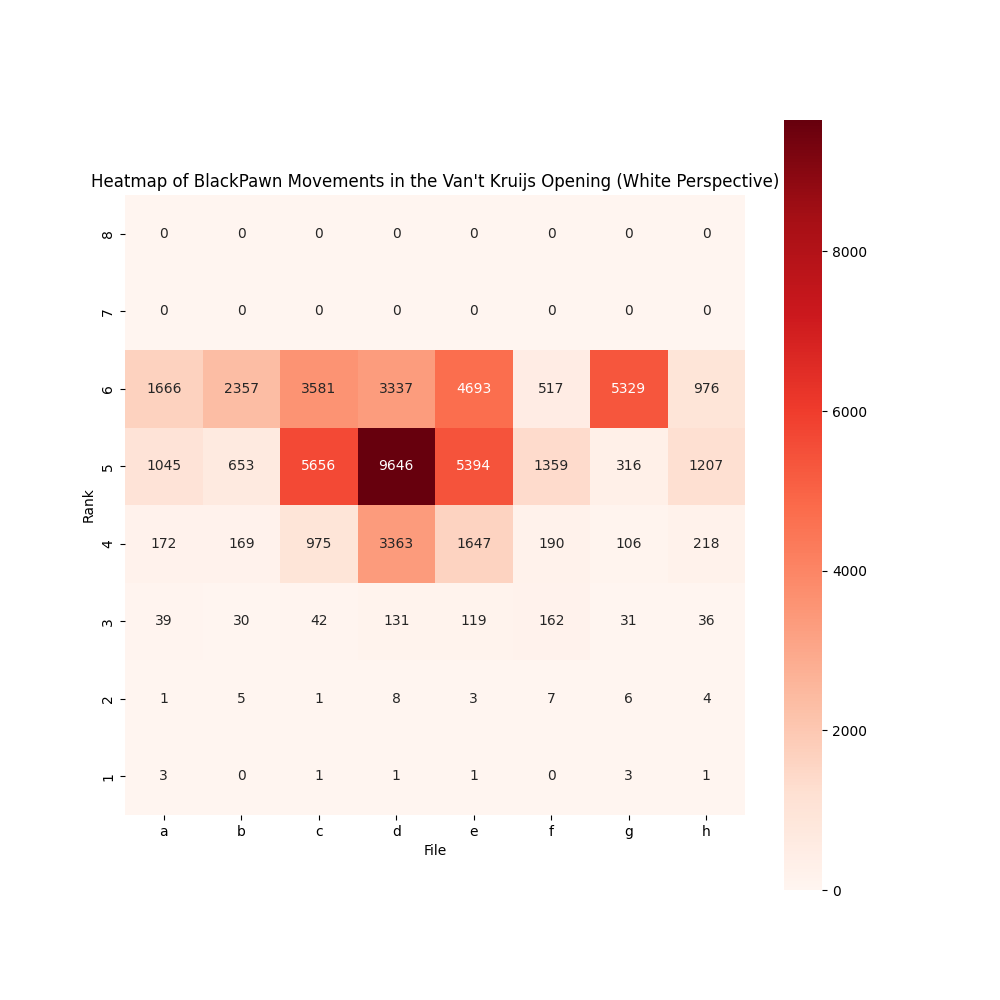 Heatmap of BlackPawn Movements in the Van't Kruijs Opening (White Perspective)
8 0 0 0 0 0 0 0 0
7 0 0 0 0 0 0 0 0
6 1666 2357 3581 3337 4693 517 5329 976
5 1045 653 5656 9646 5394 1359 316 1207
4 172 169 975 3363 1647 190 106 218
3 39 30 42 131 119 162 31 36
2 1 5 1 8 3 7 6 4
1 3 0 1 1 1 0 3 1
a b c d e f g h
File
Rank
8000
6000
4000
2000
0